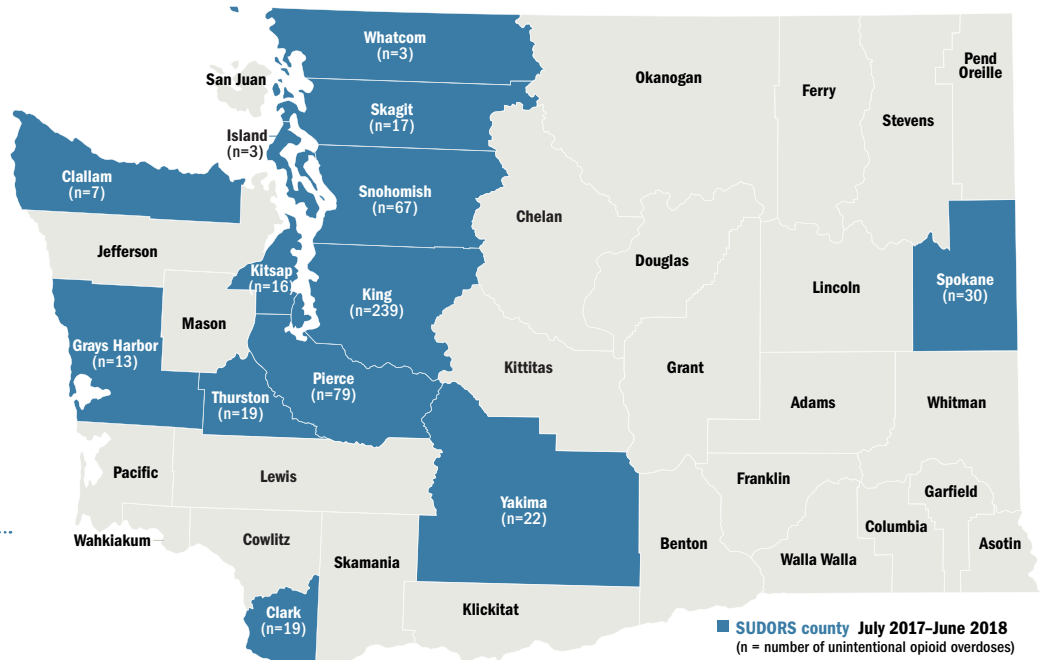 Whatcom
(n=3)
San Juan
Okanogan
Ferry
Pend
Oreille
Stevens
Skagit
(n=17)
Island
(n=3)
Clallam
(n=7)
Snohomish
(n=67)
Chelan
Jefferson
Douglas
Kitsap
(n=16)
King
(n=239)
Lincoln
Spokane
(n=30)
Mason
Grays Harbor
(n=13)
Kittitas
Grant
Pierce
(n=79)
Thurston
(n=19)
Adams
Whitman
Pacific
Lewis
Franklin
Garfield
Yakima
(n=22)
Columbia
Wahkiakum
Cowlitz
Benton
Asotin
Skamania
Walla Walla
Klickitat
Clark
(n=19)
SUDORS county July 2017–June 2018
(n = number of unintentional opioid overdoses)